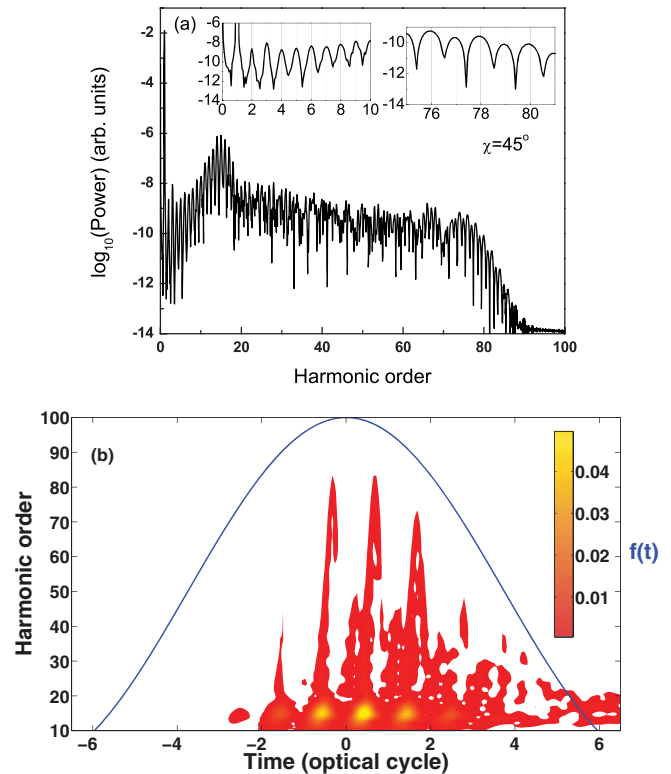 (a)
-2
-4
-6
-8
-10
-12
-14
0 20 40 60 80 100
log10(Power) (arb. units)
Harmonic order
-6
-8
-10
-12
-14
0 2 4 6 8 10
-10
-12
-14
76 78 80
χ=45°
(b)
100
90
80
70
60
50
40
30
20
10
-6 -4 -2 0 2 4 6
Harmonic order
Time (optical cycle)
0.04
0.03
0.02
0.01
f(t)